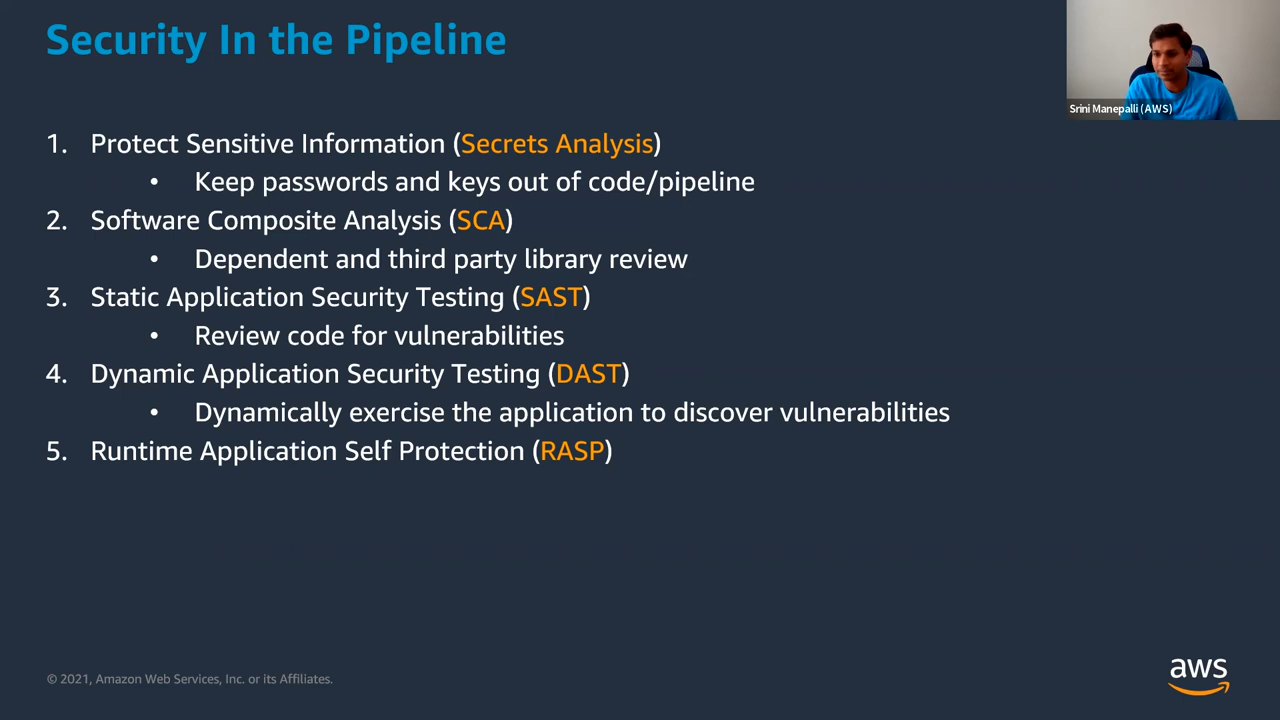 Security In the Pipeline
Srini Manepalli (AWS)
1. Protect Sensitive Information (Secrets Analysis)
• Keep passwords and keys out of code/pipeline
2. Software Composite Analysis (SCA)
• Dependent and third party library review
3. Static Application Security Testing (SAST)
• Review code for vulnerabilities
4. Dynamic Application Security Testing (DAST)
• Dynamically exercise the application to discover vulnerabilities
5. Runtime Application Self Protection (RASP)
© 2021, Amazon Web Services, Inc. or its Affiliates.
aws